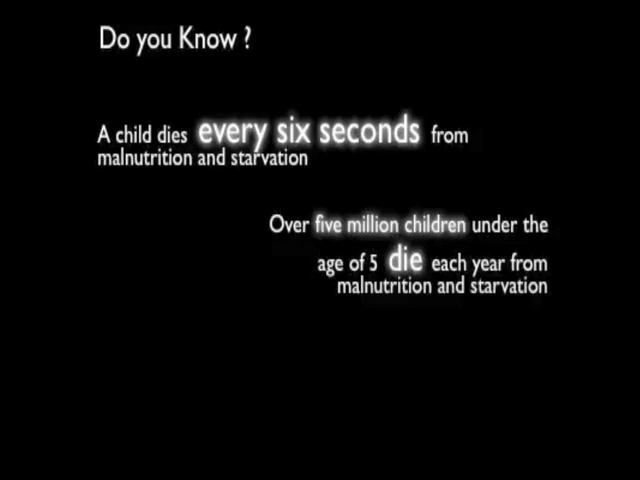 Do you Know ?
A child dies every six seconds from
malnutrition and starvation
Over five million children under the
age of 5 die each year from
malnutrition and starvation